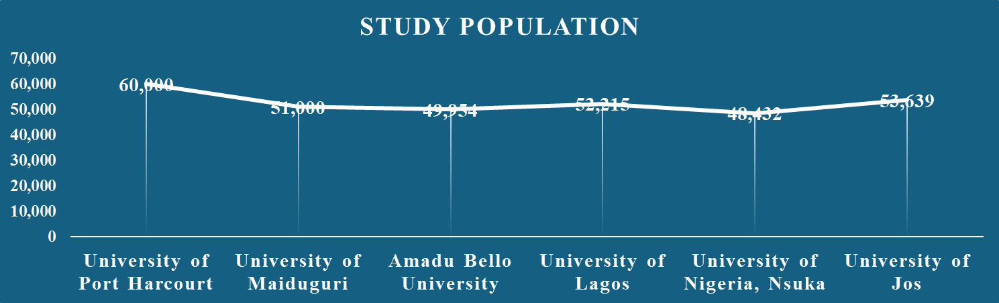 STUDY POPULATION
70,000
60,000
50,000
40,000
30,000
20,000
10,000
0
60,000
51,000
49,954
52,215
48,432
53,639
University of
Port Harcourt
University of
Maiduguri
Amadu Bello
University
University of
Lagos
University of
Nigeria, Nsuka
University of
Jos